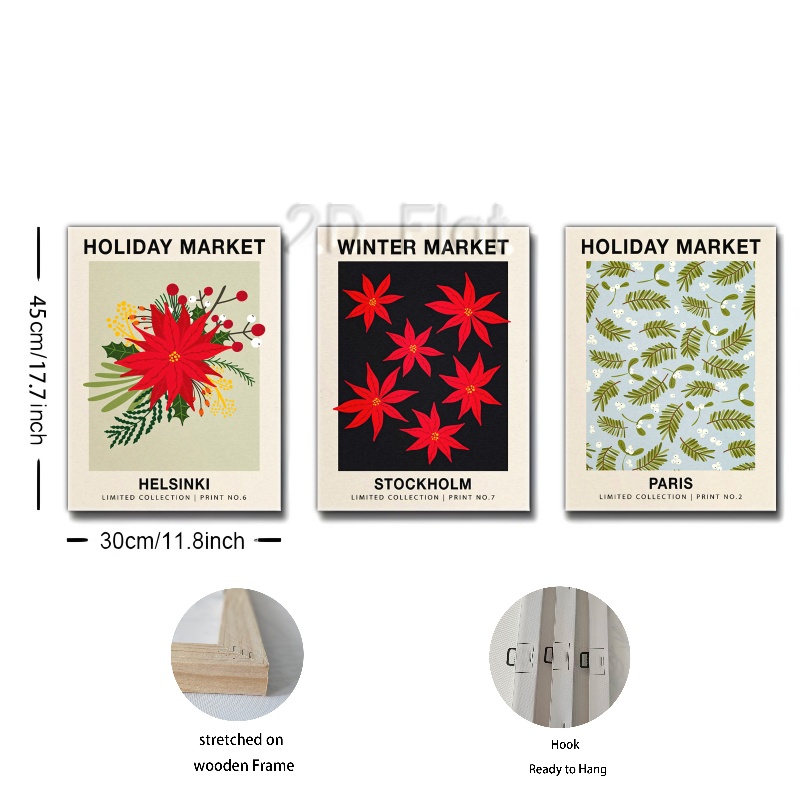 2D Flat
HOLIDAY MARKET
HELSINKI
LIMITED COLLECTION | PRINT NO.6
WINTER MARKET
STOCKHOLM
LIMITED COLLECTION | PRINT NO.7
HOLIDAY MARKET
PARIS
LIMITED COLLECTION | PRINT NO.2
45cm/17.7inch
30cm/11.8inch
stretched on
wooden Frame
Hook
Ready to Hang